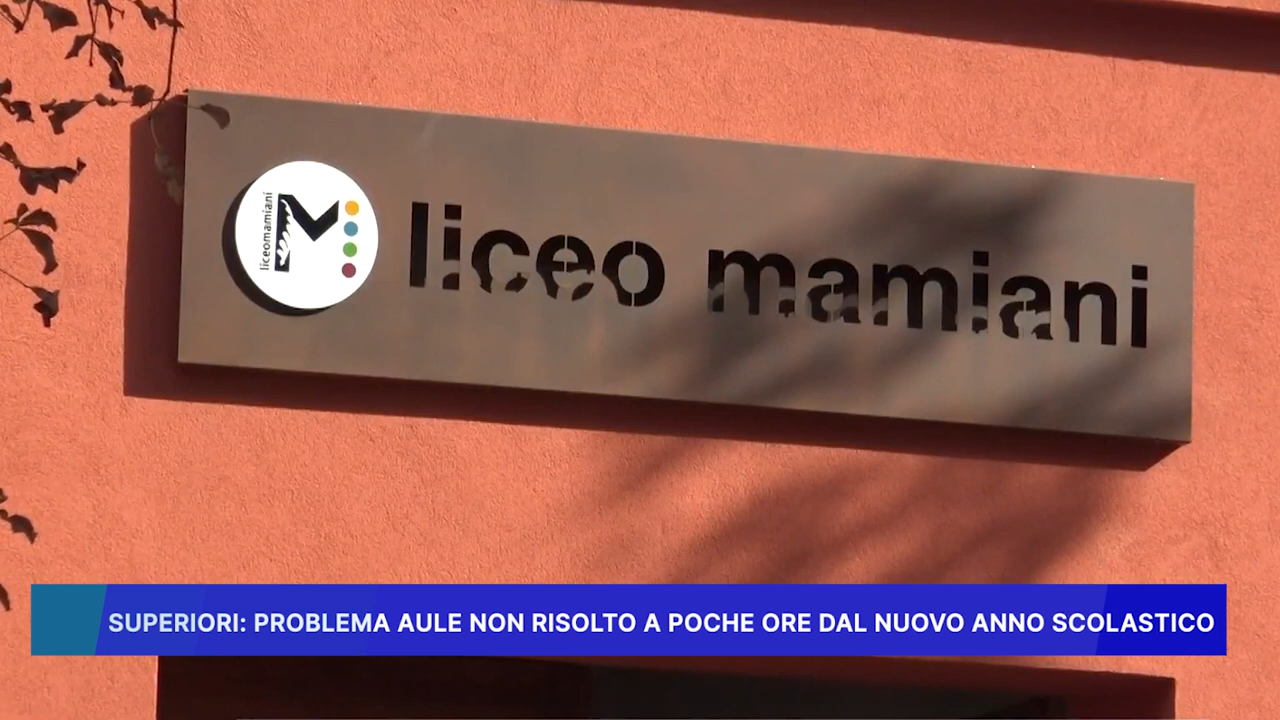 liceomamiani
liceo mamiani
SUPERIORI: PROBLEMA AULE NON RISOLTO A POCHE ORE DAL NUOVO ANNO SCOLASTICO